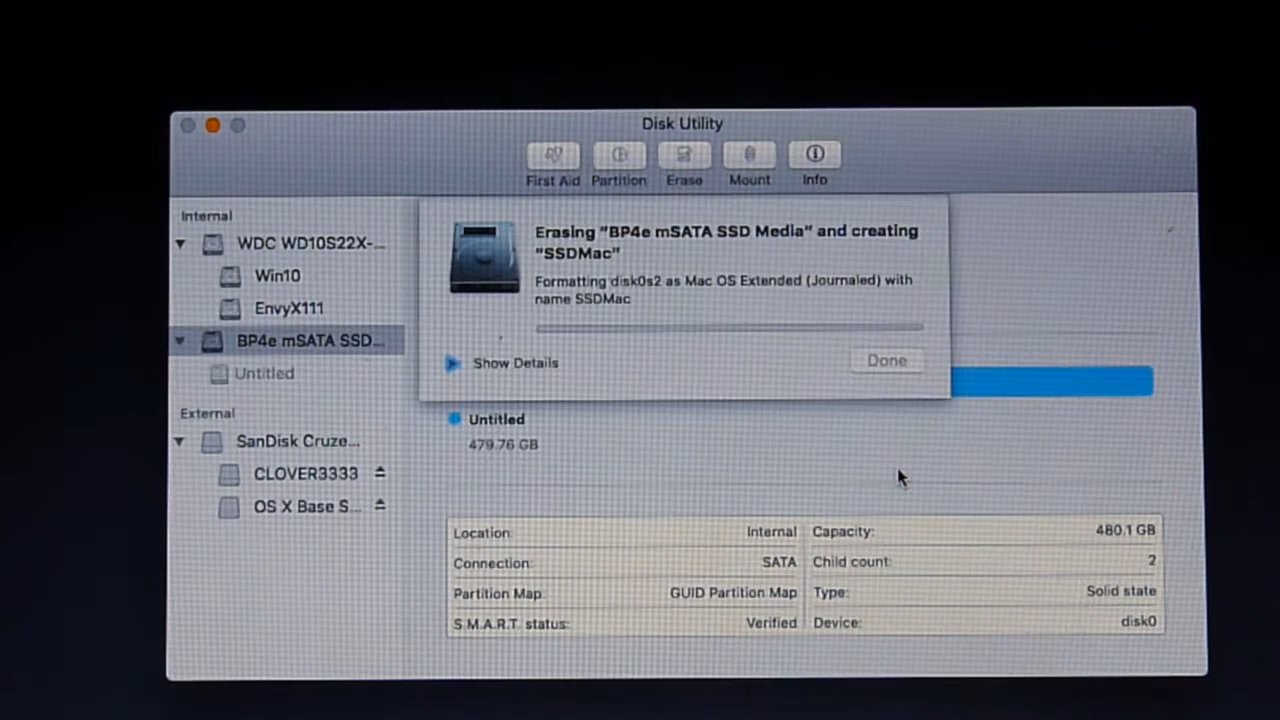 Disk Utility
First Aid
Partition
Erase
Mount
Info
Internal
WDC WD10S22X-...
Win10
EnvyX111
BP4e mSATA SSD...
Untitled
External
SanDisk Cruze...
CLOVER3333
OS X Base S...
Erasing “BP4e mSATA SSD Media” and creating
“SSDMac”
Formatting disk0s2 as Mac OS Extended (Journaled) with
name SSDMac
Show Details
Done
Untitled
479.76 GB
Location: Internal
Capacity: 480.1 GB
Connection: SATA
Child count: 2
Partition Map: GUID Partition Map
Type: Solid state
S.M.A.R.T. status: Verified
Device: disk0